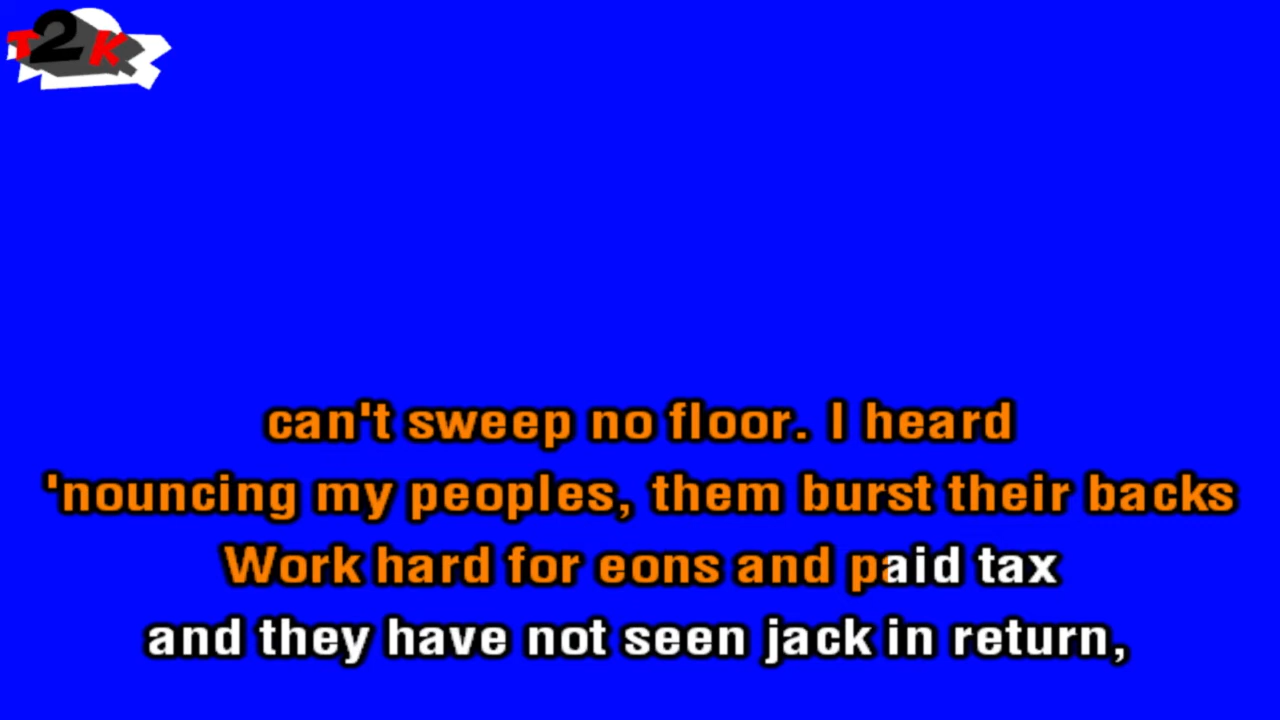 T2K
can't sweep no floor. I heard
'nouncing my peoples, them burst their backs
Work hard for eons and paid tax
and they have not seen jack in return,